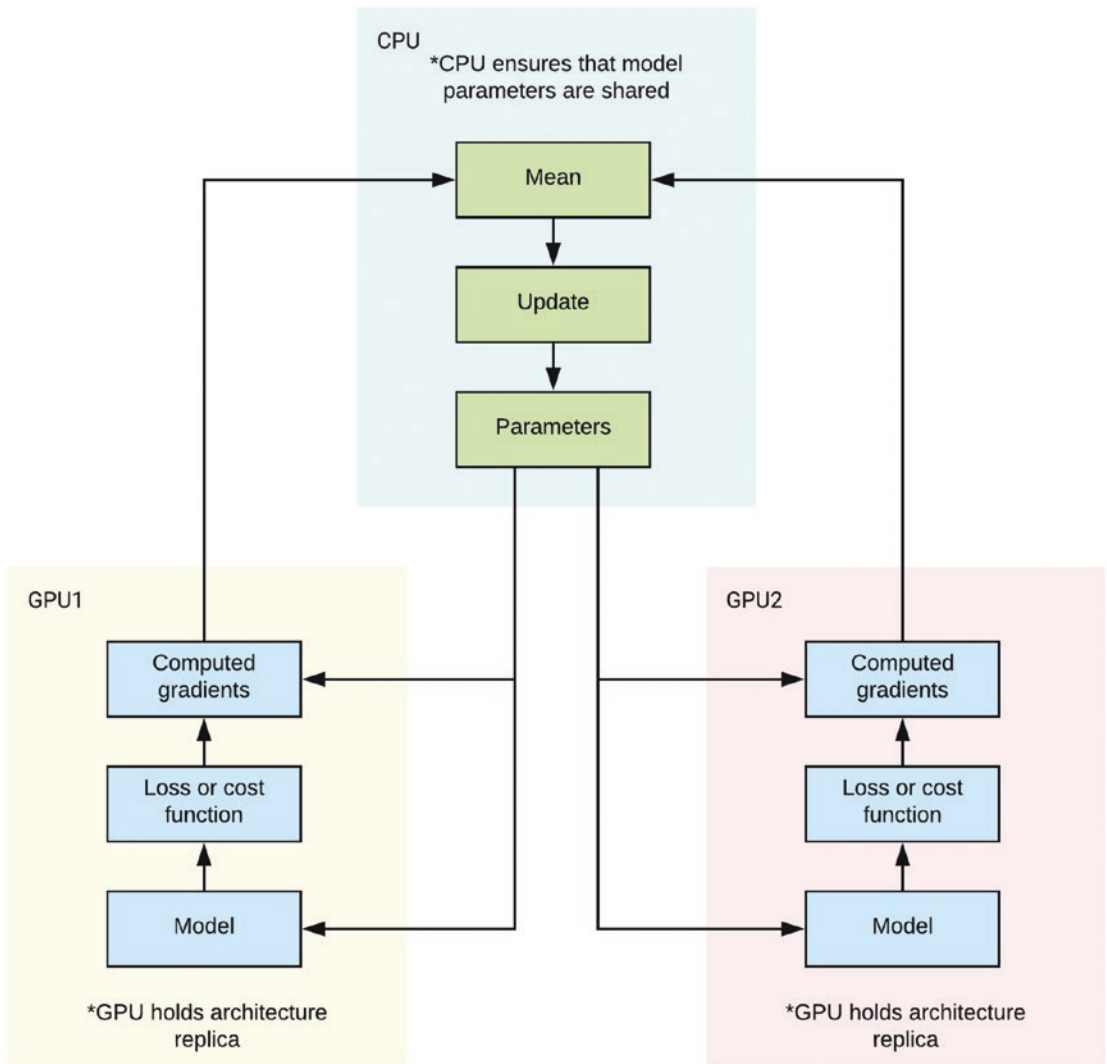 CPU
*CPU ensures that model
parameters are shared
Mean
Update
Parameters
GPU1
Computed
gradients
Loss or cost
function
Model
*GPU holds architecture
replica
GPU2
Computed
gradients
Loss or cost
function
Model
*GPU holds architecture
replica